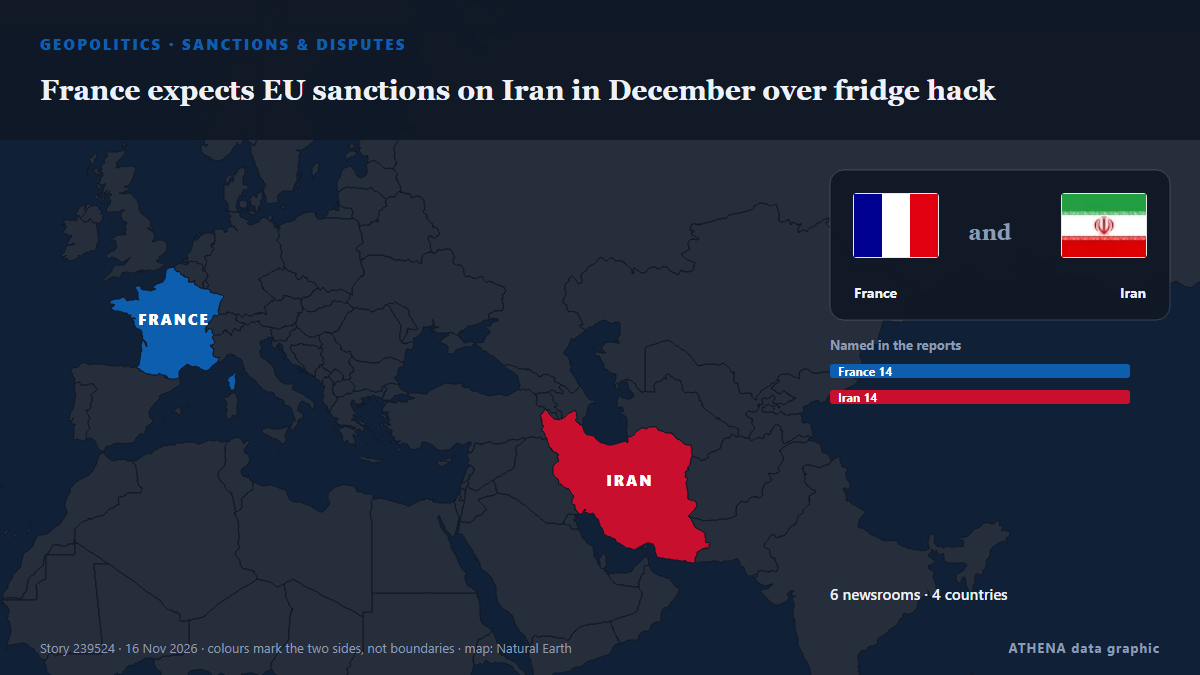 GEOPOLITICS · SANCTIONS & DISPUTES
France expects EU sanctions on Iran in December over fridge hack
and
France
Iran
FRANCE
Named in the reports
France 14
Iran 14
IRAN
6 newsrooms · 4 countries
Story 239524 · 16 Nov 2026 · colours mark the two sides, not boundaries · map: Natural Earth
ATHENA data graphic